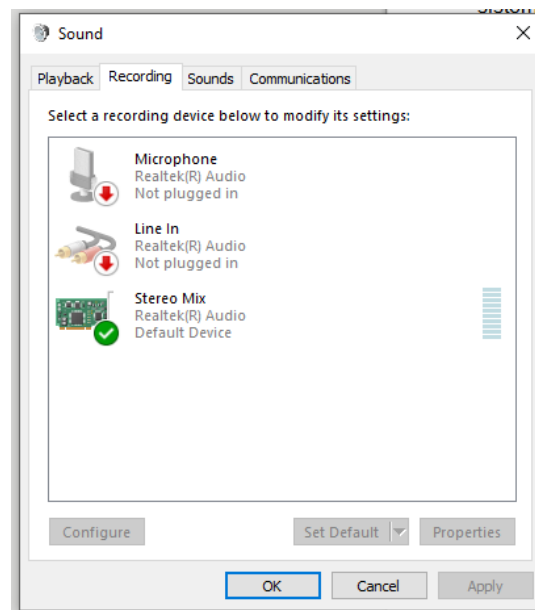 Sound
Playback Recording Sounds Communications
Select a recording device below to modify its settings:
Microphone
Realtek(R) Audio
Not plugged in
Line In
Realtek(R) Audio
Not plugged in
Stereo Mix
Realtek(R) Audio
Default Device
Configure Set Default Properties
OK Cancel Apply